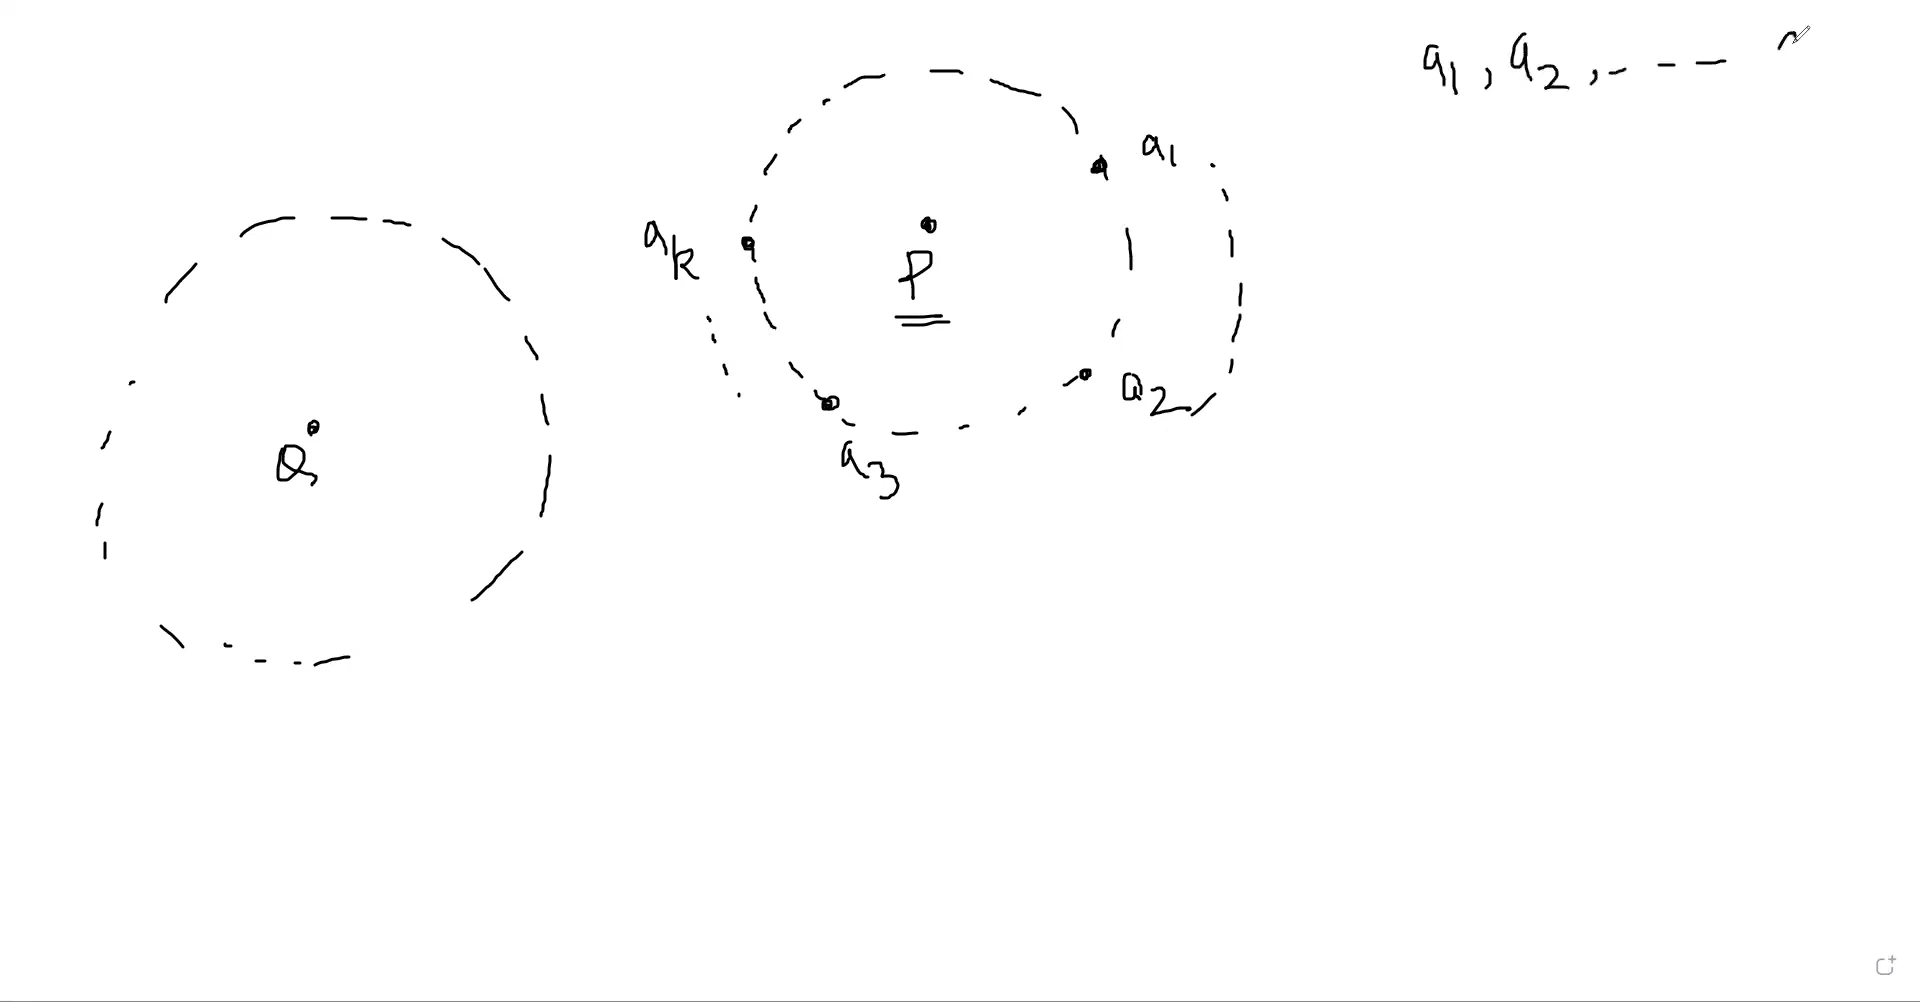 a1, a2, - - -
a1
ak
P
a2
Q
a3